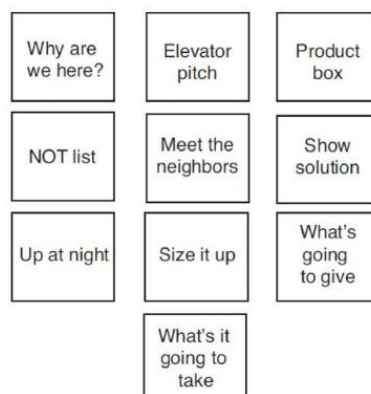 Why are
we here?
Elevator
pitch
Product
box
NOT list
Meet the
neighbors
Show
solution
Up at night
Size it up
What's
going
to give
What's it
going to
take